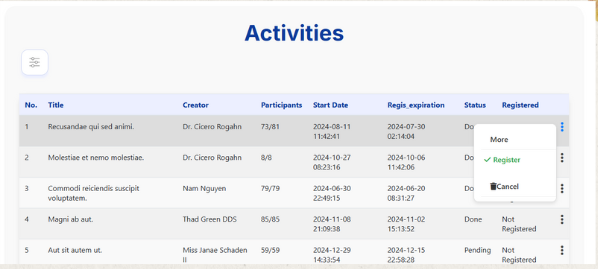 Activities
No. Title Creator Participants Start Date Regis_expiration Status Registered
1 Recusandae qui sed animi. Dr. Cicero Rogahn 73/81 2024-08-11 2024-07-30
11:42:41 02:14:04
More
Register
2 Molestiae et nemo molestiae. Dr. Cicero Rogahn 8/8 2024-10-27 2024-10-06
08:23:16 11:42:06
Cancel
3 Commodi reiciendis suscipit Nam Nguyen 79/79 2024-06-30 2024-06-20
voluptatem. 22:49:15 08:31:27
4 Magni ab aut. Thad Green DDS 85/85 2024-11-08 2024-11-02 Done Not
21:09:38 15:13:52 Registered
5 Aut sit autem ut. Miss Janae Schaden 59/59 2024-12-29 2024-12-15 Pending Not
II 14:33:54 22:58:28 Registered